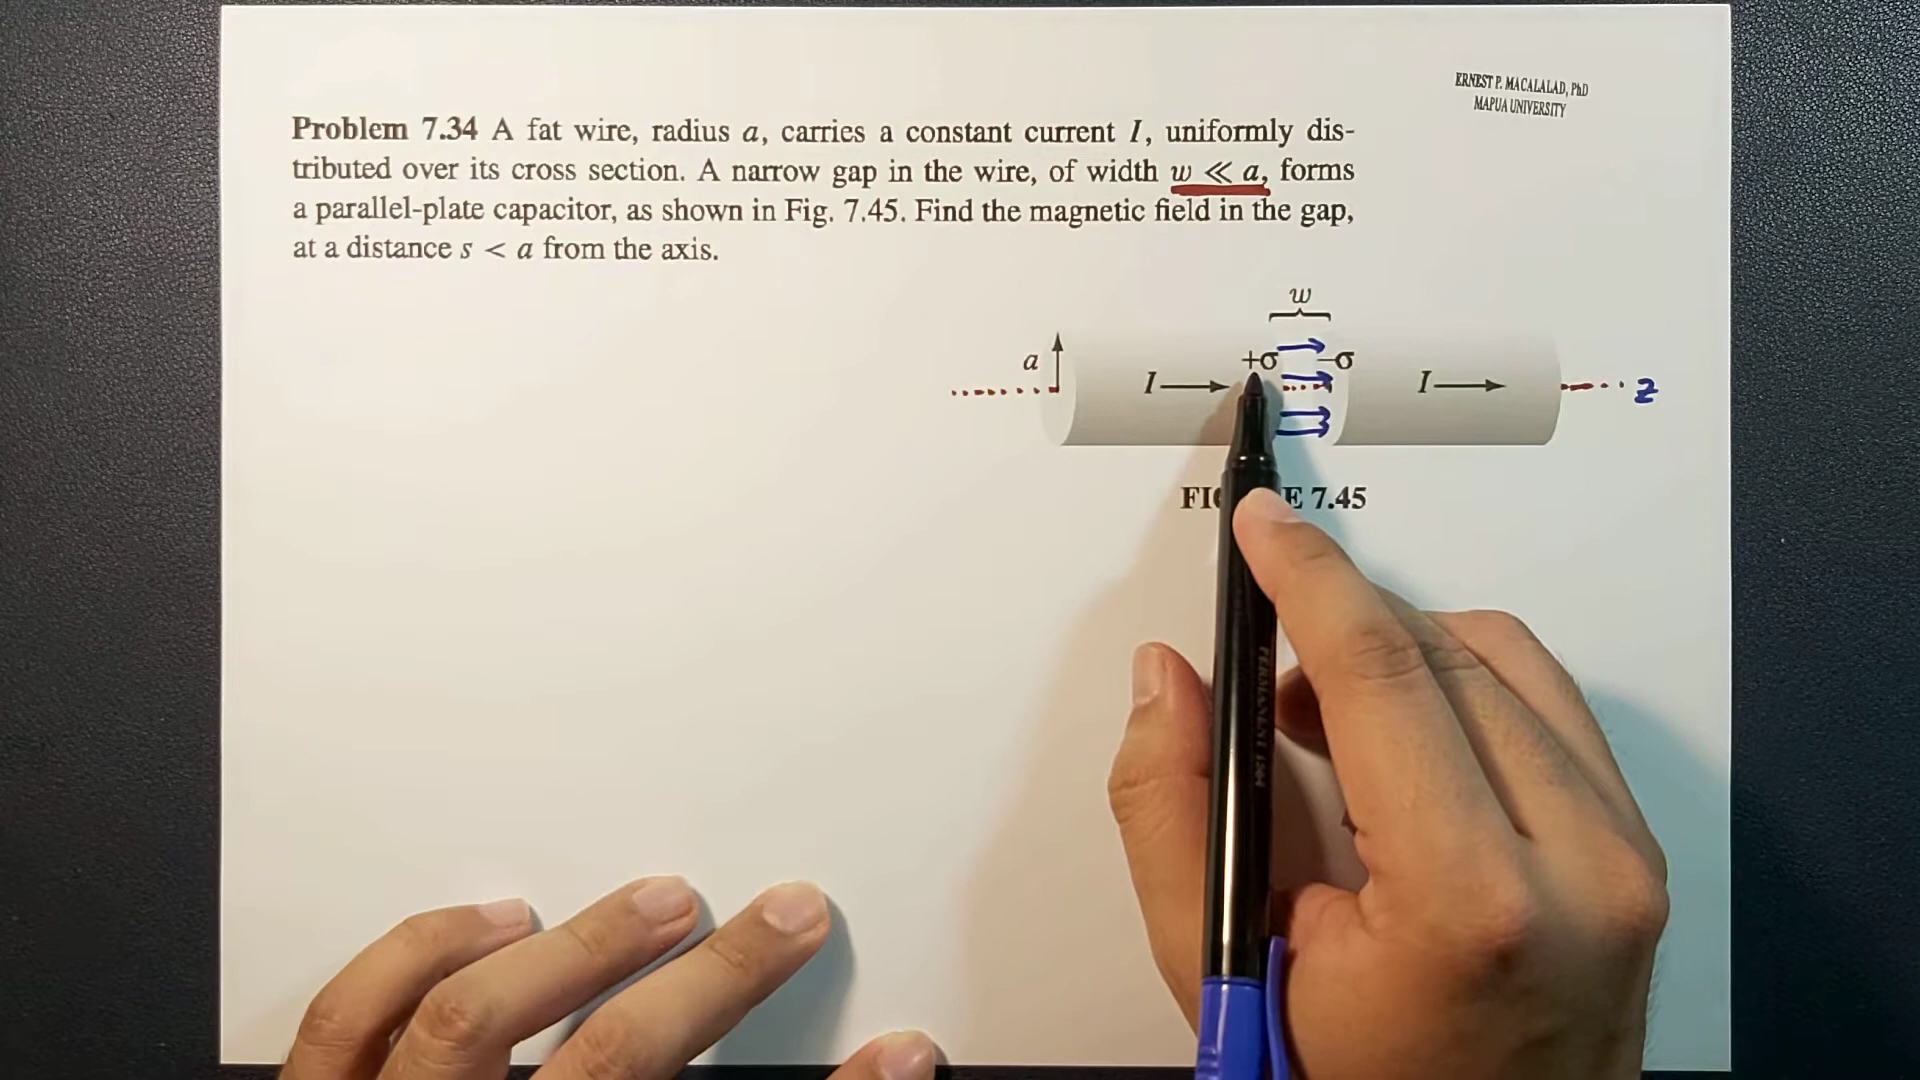 ERNEST P. MACALALAD, PhD
MAPUA UNIVERSITY
Problem 7.34 A fat wire, radius a, carries a constant current I, uniformly dis-
tributed over its cross section. A narrow gap in the wire, of width w ≪ a, forms
a parallel-plate capacitor, as shown in Fig. 7.45. Find the magnetic field in the gap,
at a distance s < a from the axis.
w
a
+σ
−σ
I
I
z
7.45